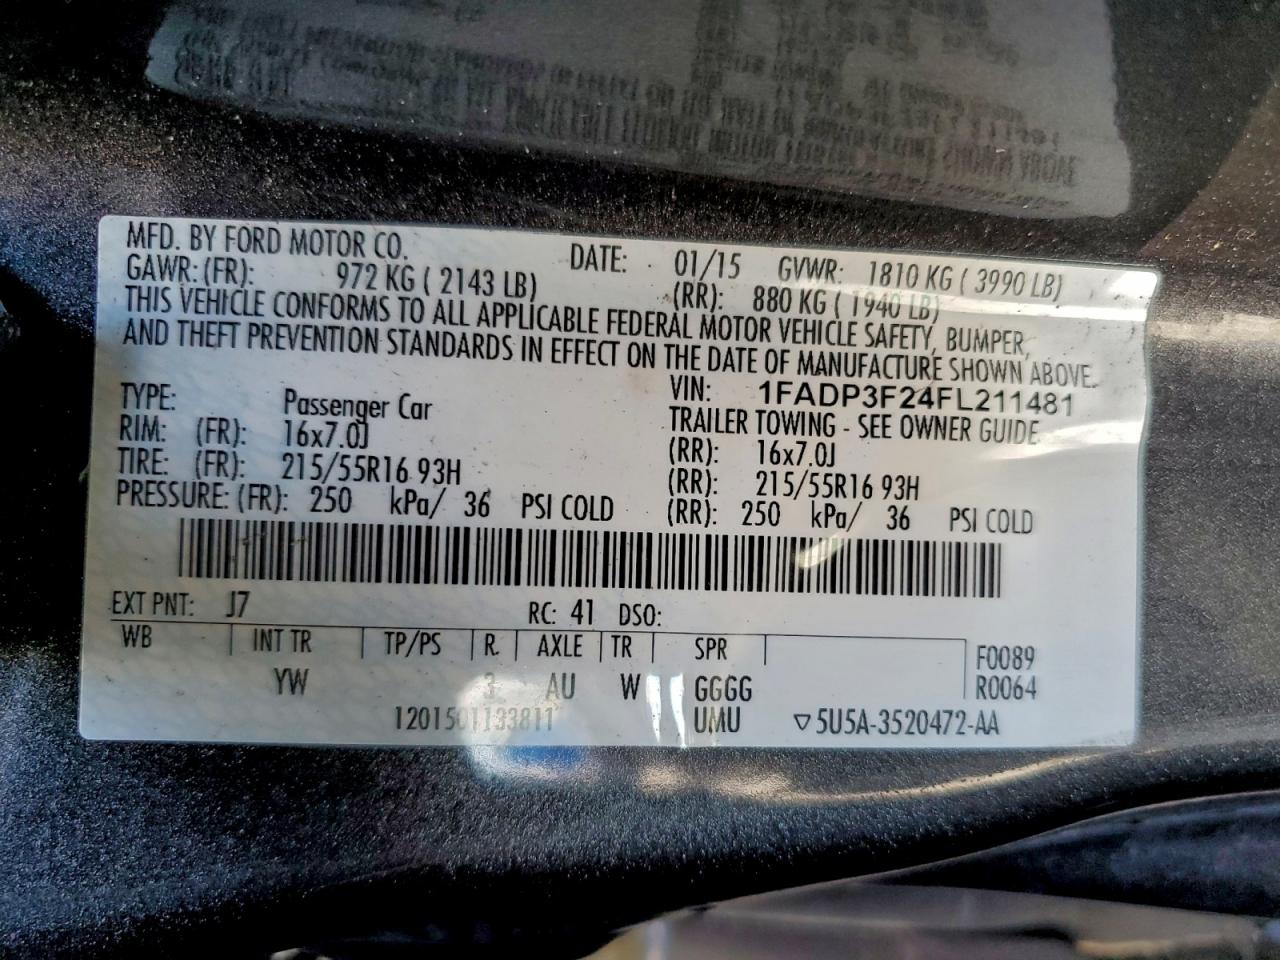 MFD. BY FORD MOTOR CO. DATE: 01/15 GVWR: 1810 KG ( 3990 LB)
GAWR: (FR): 972 KG ( 2143 LB) (RR): 880 KG ( 1940 LB)
THIS VEHICLE CONFORMS TO ALL APPLICABLE FEDERAL MOTOR VEHICLE SAFETY, BUMPER,
AND THEFT PREVENTION STANDARDS IN EFFECT ON THE DATE OF MANUFACTURE SHOWN ABOVE.
VIN: 1FADP3F24FL211481
TYPE: Passenger Car TRAILER TOWING - SEE OWNER GUIDE
RIM: (FR): 16x7.0J (RR): 16x7.0J
TIRE: (FR): 215/55R16 93H (RR): 215/55R16 93H
PRESSURE: (FR): 250 kPa/ 36 PSI COLD (RR): 250 kPa/ 36 PSI COLD
EXT PNT: J7 RC: 41 DSO:
WB INT TR TP/PS R. AXLE TR SPR F0089
YW 3 AU W GGGG R0064
1201501133811 UMU ▽5U5A-3520472-AA